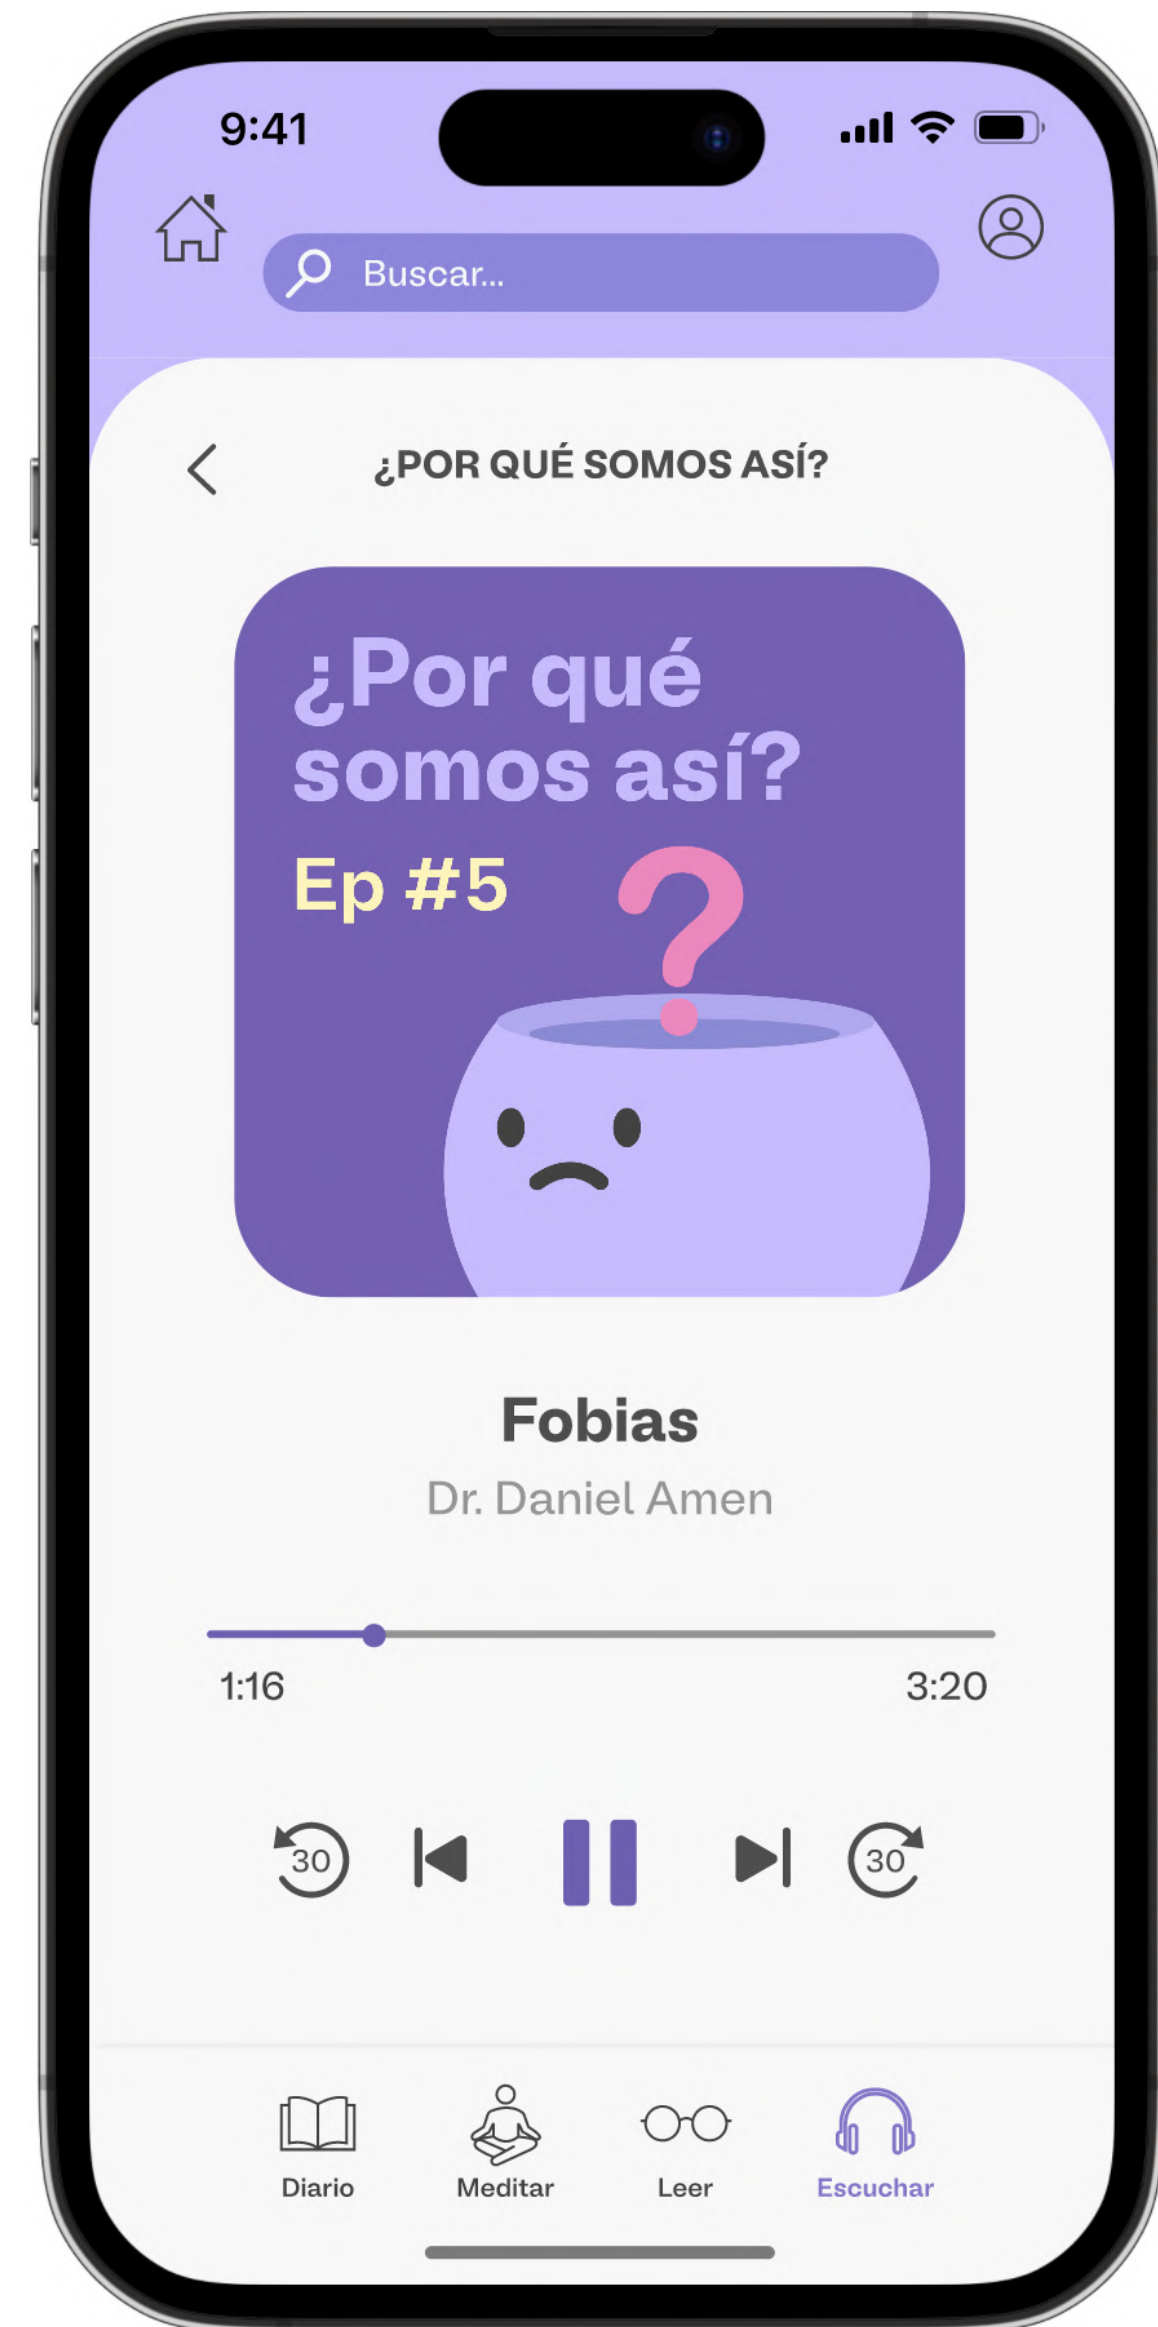 9:41
Buscar...
¿POR QUÉ SOMOS ASÍ?
¿Por qué
somos así?
Ep #5
?
Fobias
Dr. Daniel Amen
1:16 3:20
30 30
Diario Meditar Leer Escuchar